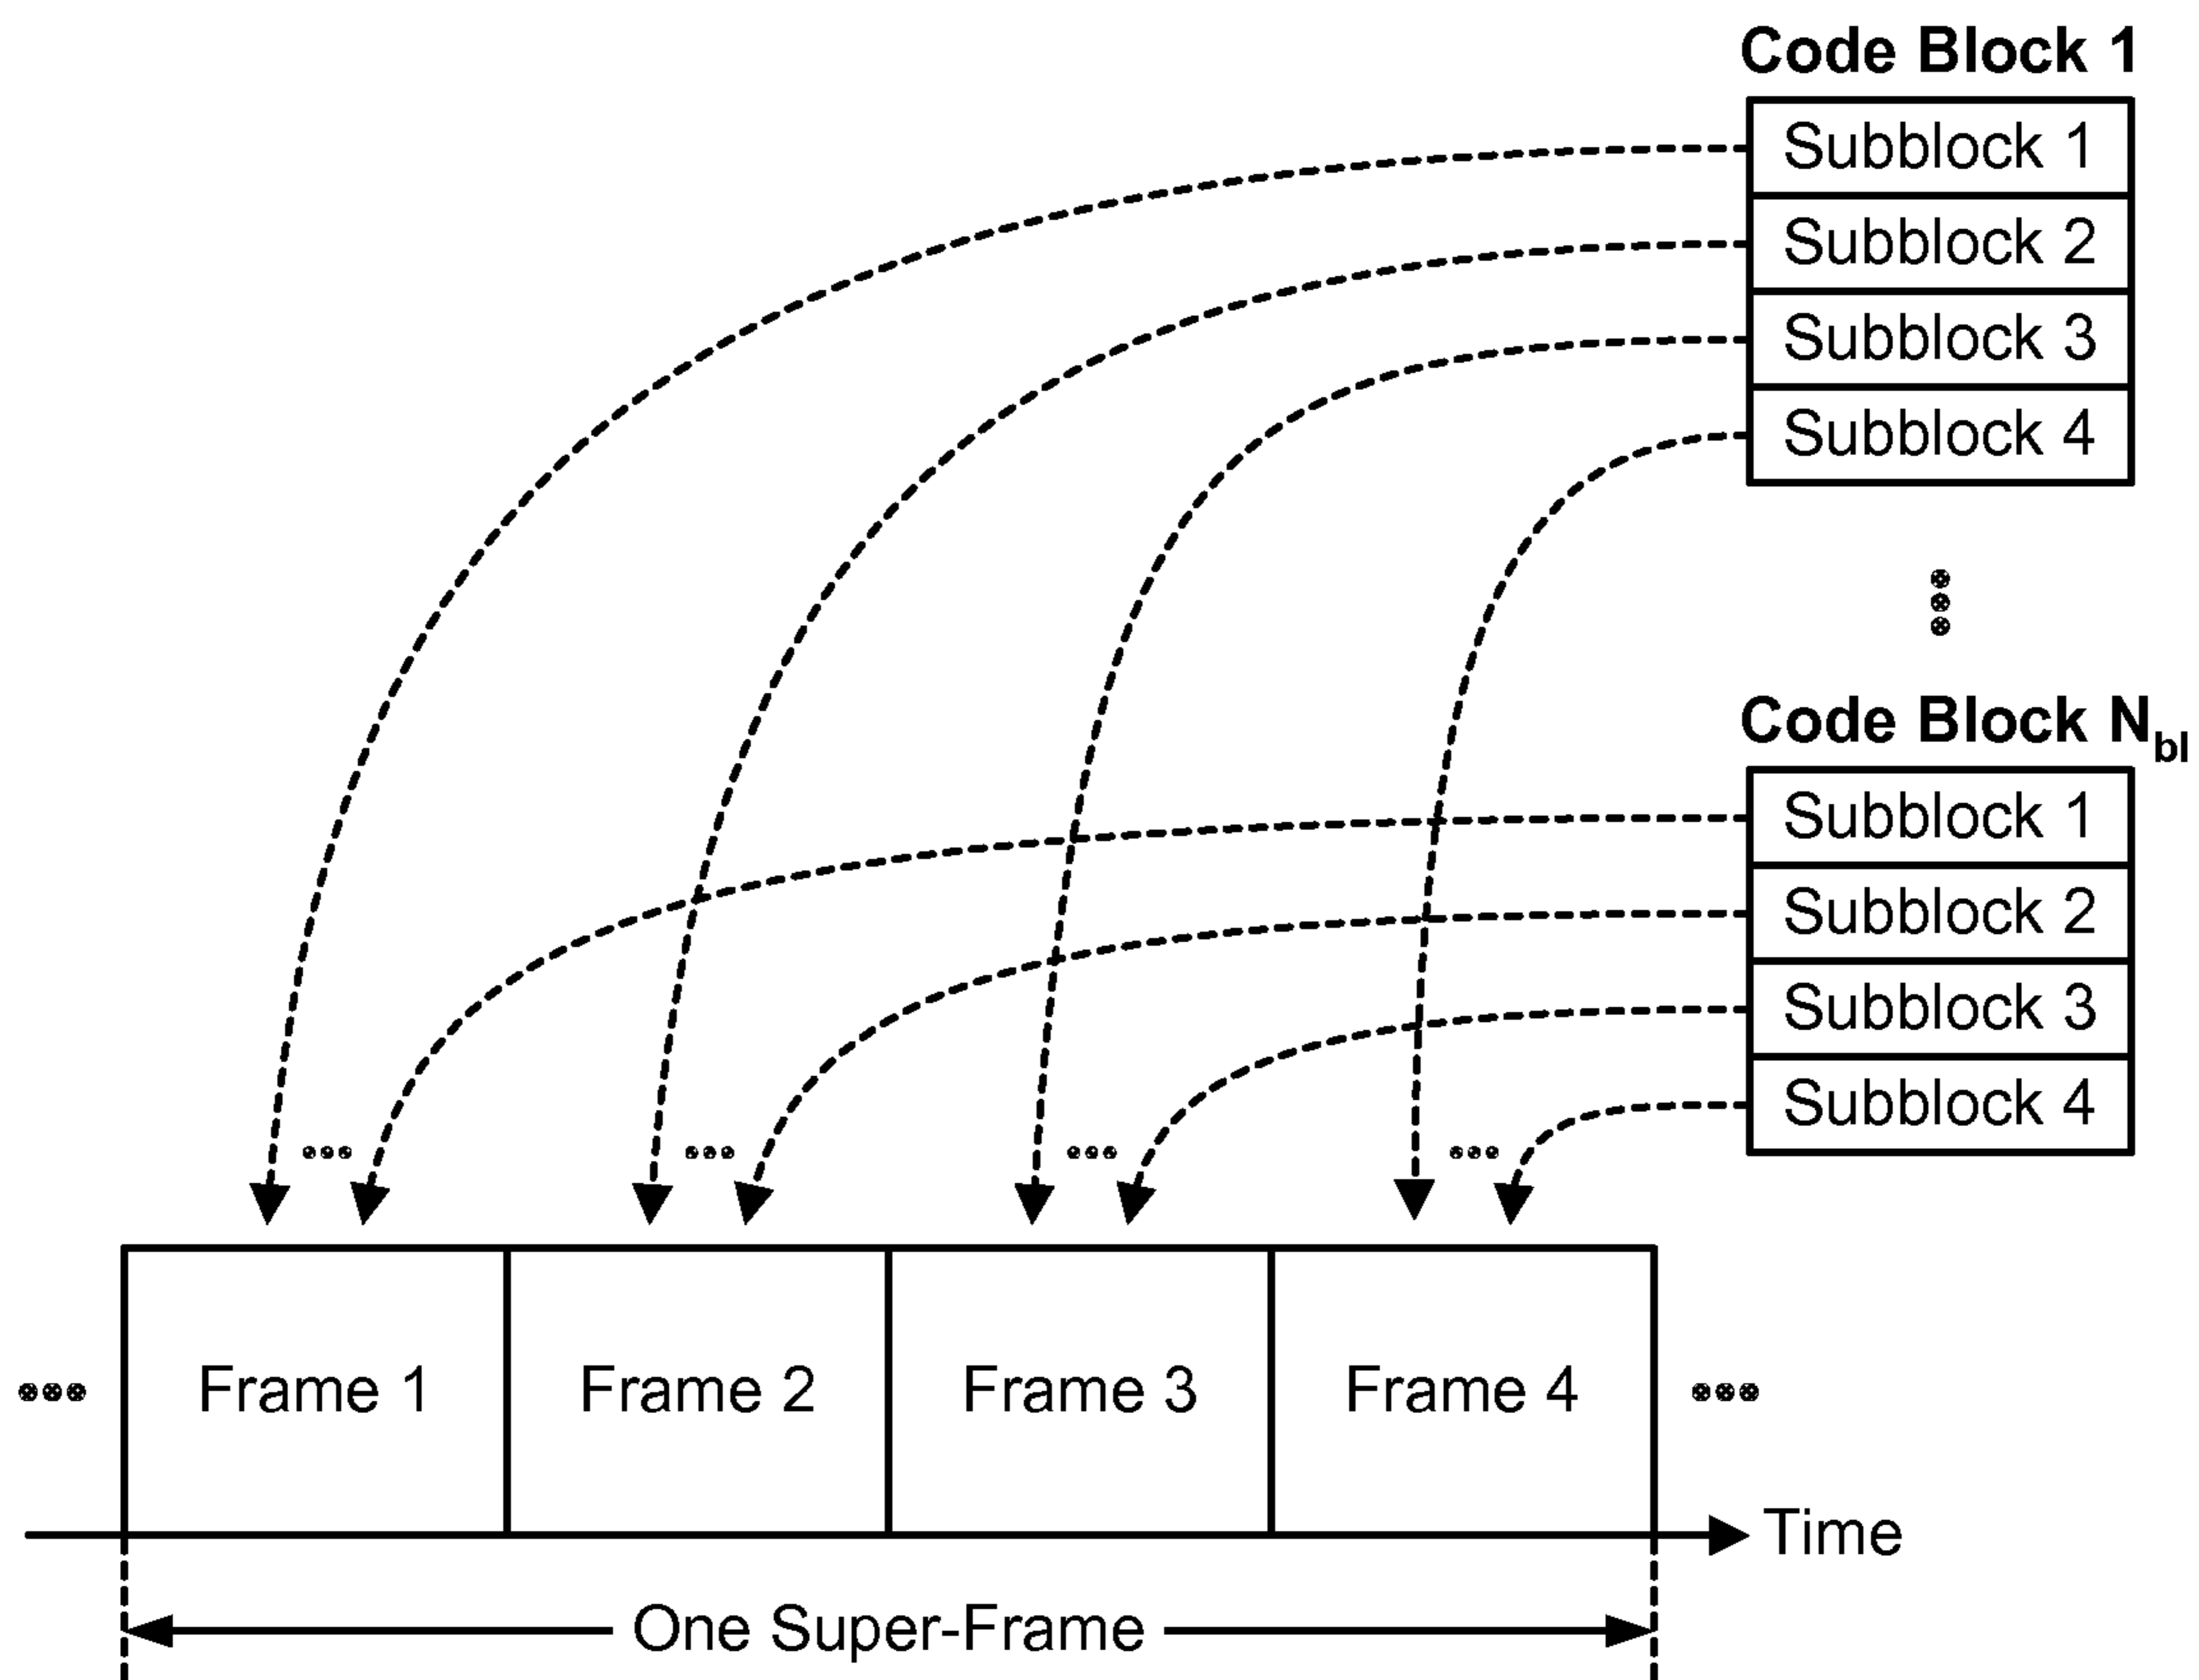 Code Block 1
Subblock 1
Subblock 2
Subblock 3
Subblock 4
Code Block N_bl
Subblock 1
Subblock 2
Subblock 3
Subblock 4
Frame 1
Frame 2
Frame 3
Frame 4
Time
One Super-Frame